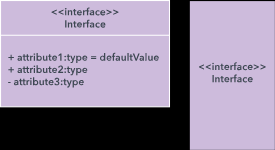 <<interface>>
Interface
+ attribute1:type = defaultValue
+ attribute2:type
- attribute3:type
<<interface>>
Interface